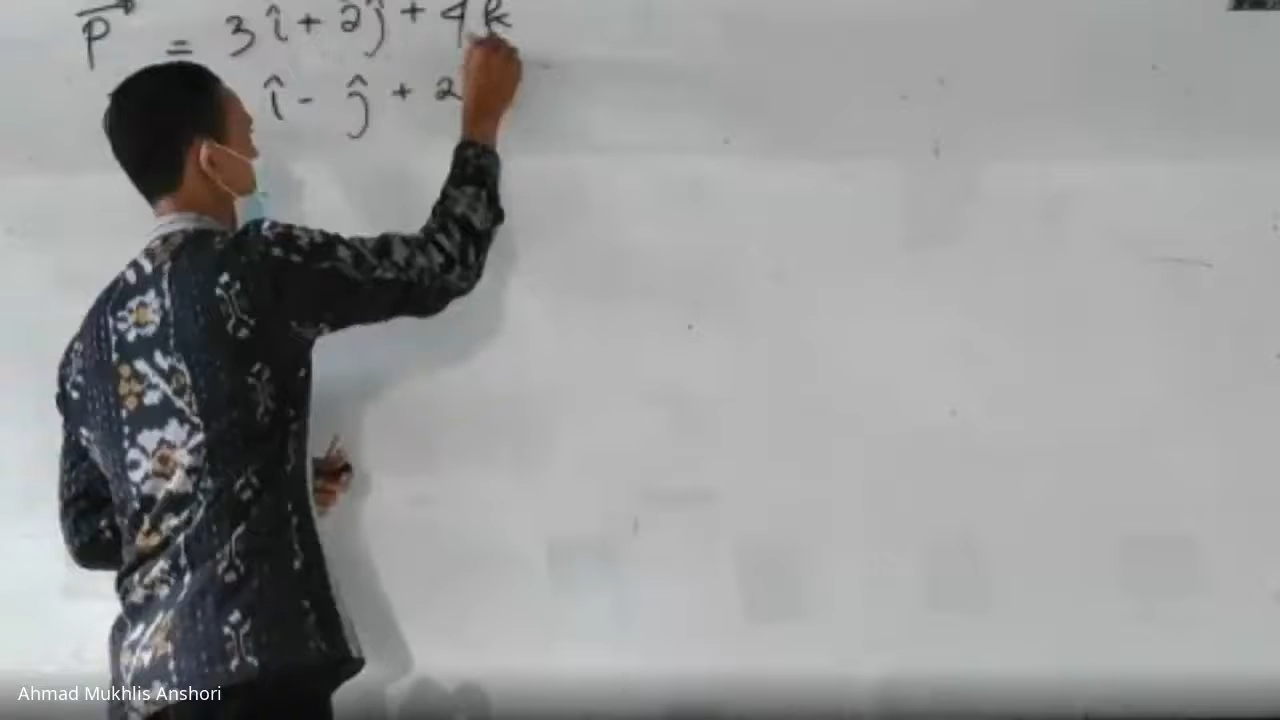 P⃗ = 3î + 2ĵ + 4k
î - ĵ + 2
Ahmad Mukhlis Anshori